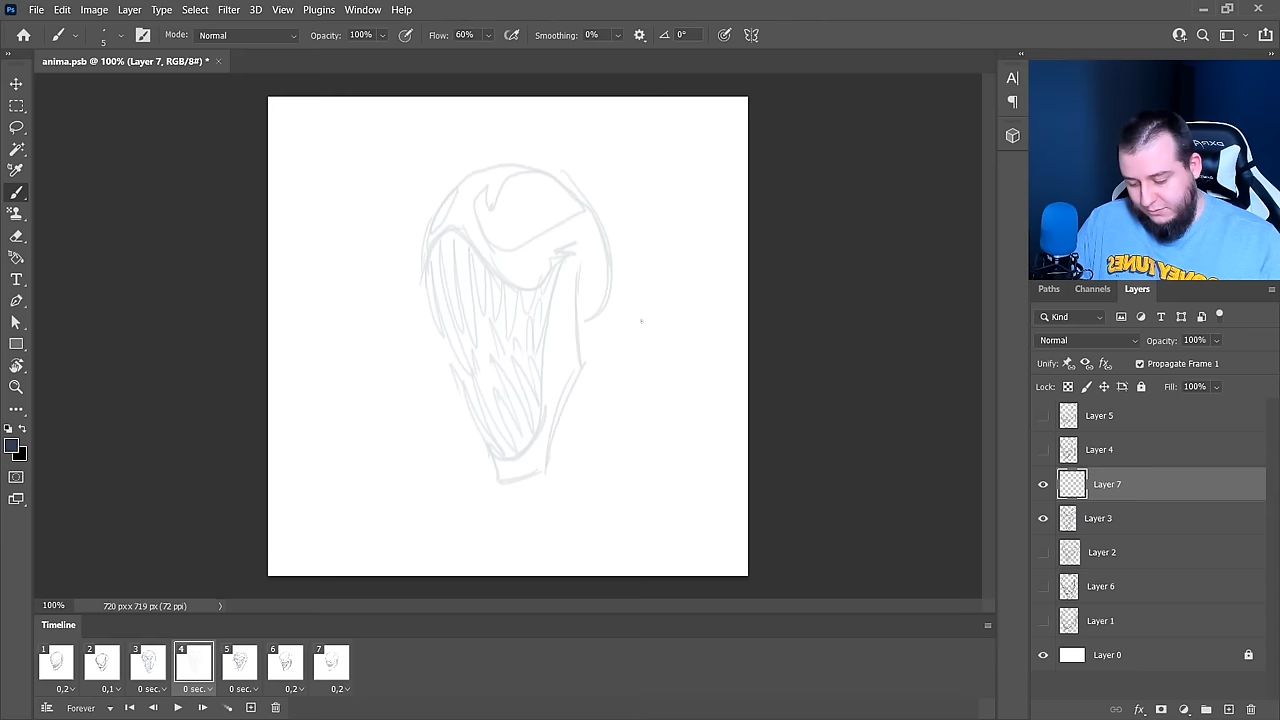 Ps File Edit Image Layer Type Select Filter 3D View Plugins Window Help
5 Mode: Normal Opacity: 100% Flow: 60% Smoothing: 0% 0°
anima.psb @ 100% (Layer 7, RGB/8#) *
Paths Channels Layers
Kind
Normal Opacity: 100%
Unify: Propagate Frame 1
Lock: Fill: 100%
Layer 5
Layer 4
Layer 7
Layer 3
Layer 2
Layer 6
Layer 1
Layer 0
100% 720 px x 719 px (72 ppi)
Timeline
1 2 3 4 5 6 7
0,2 0,1 0 sec. 0 sec. 0 sec. 0,2 0,2
Forever